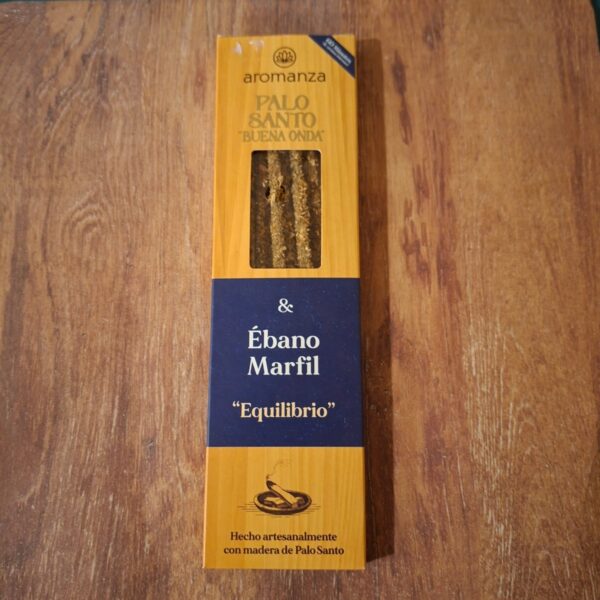 aromanza
PALO
SANTO
"BUENA ONDA"
&
Ébano
Marfil
“Equilibrio”
Hecho artesanalmente
con madera de Palo Santo